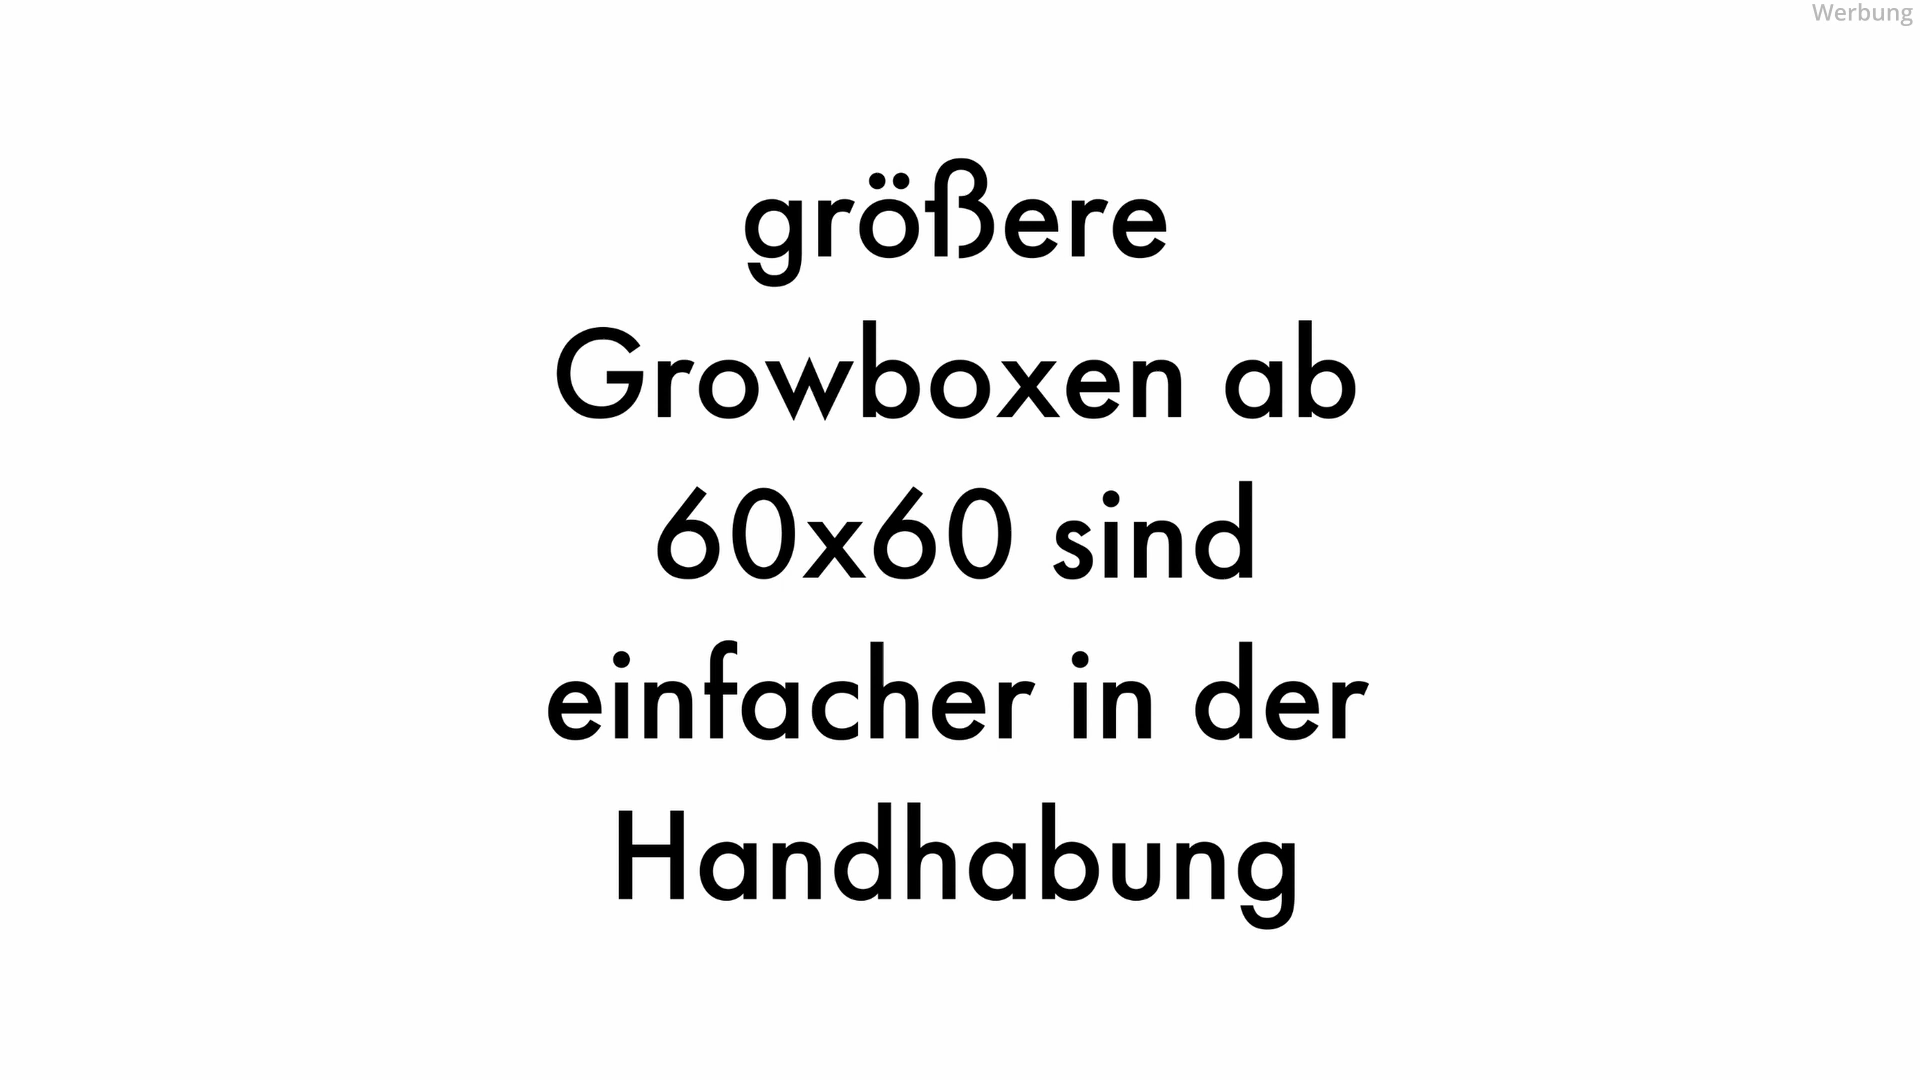 Werbung
größere
Growboxen ab
60x60 sind
einfacher in der
Handhabung